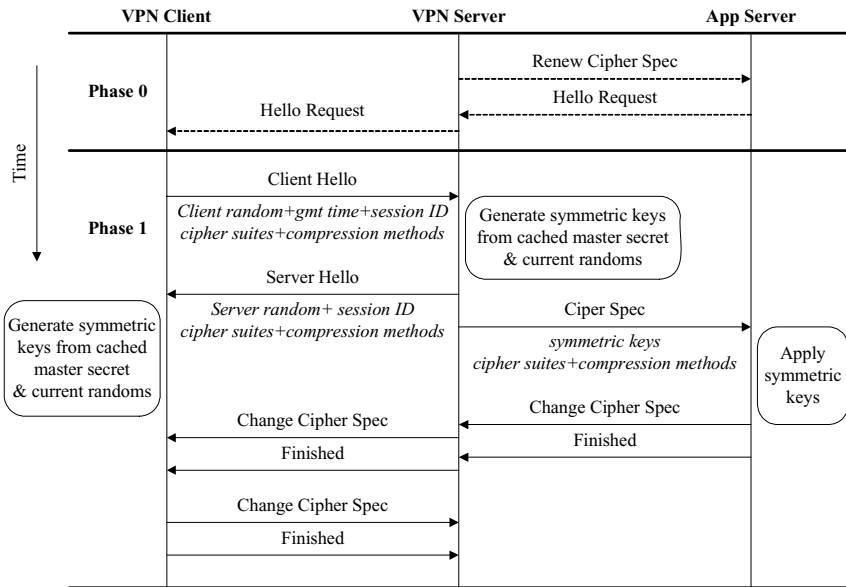 VPN Client
VPN Server
App Server
Time
Phase 0
Renew Cipher Spec
Hello Request
Hello Request
Phase 1
Client Hello
Client random+gmt time+session ID
cipher suites+compression methods
Generate symmetric keys
from cached master secret
& current randoms
Server Hello
Server random+ session ID
cipher suites+compression methods
Generate symmetric
keys from cached
master secret
& current randoms
Ciper Spec
symmetric keys
cipher suites+compression methods
Apply
symmetric
keys
Change Cipher Spec
Finished
Change Cipher Spec
Finished
Change Cipher Spec
Finished